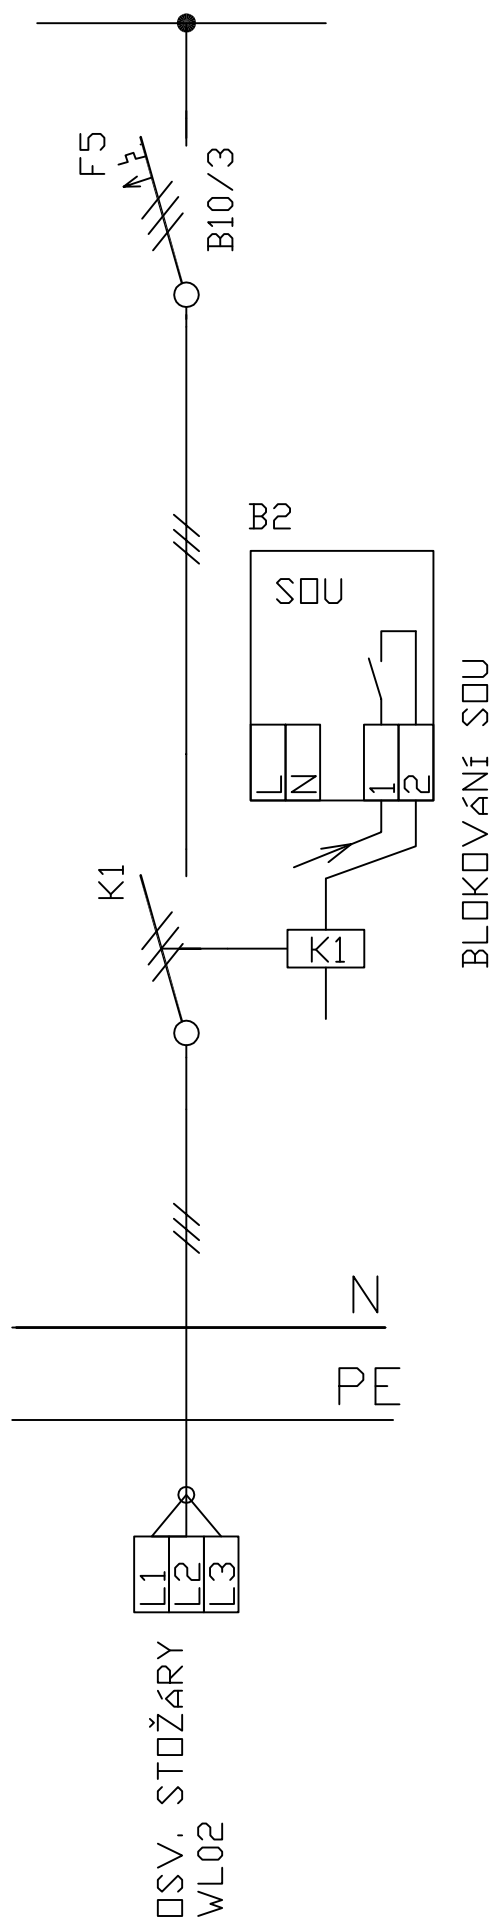 F5
B10/3
B2
SOU
L
N
1
2
BLOKOVÁNÍ SOU
K1
K1
N
PE
L1
L2
L3
OSV. STOŽÁRY
WL02